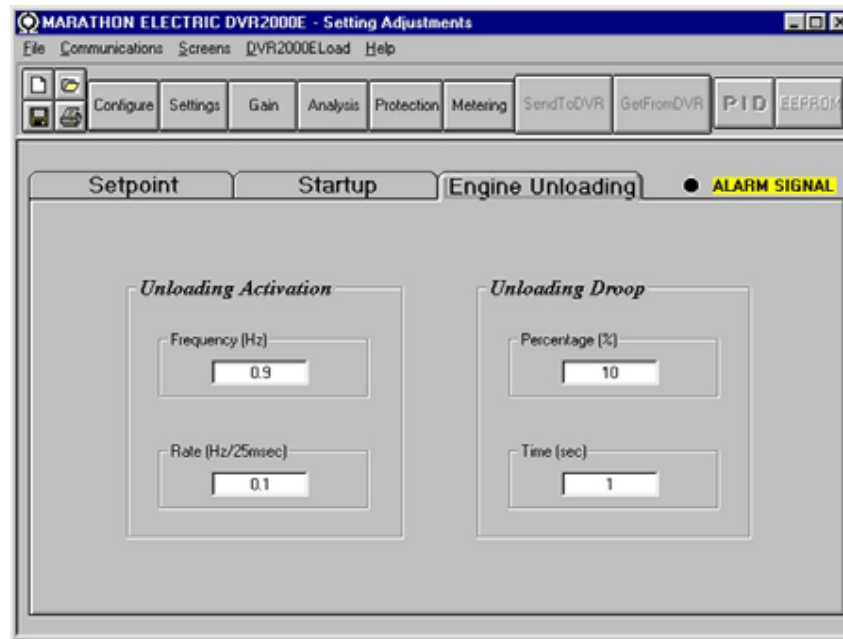 MARATHON ELECTRIC DVR2000E - Setting Adjustments
File Communications Screens DVR2000ELoad Help
Configure Settings Gain Analysis Protection Metering SendToDVR GetFromDVR PID EEPROM
Setpoint Startup Engine Unloading ALARM SIGNAL
Unloading Activation Unloading Droop
Frequency (Hz) Percentage (%)
0.9 10
Rate (Hz/25msec) Time (sec)
0.1 1